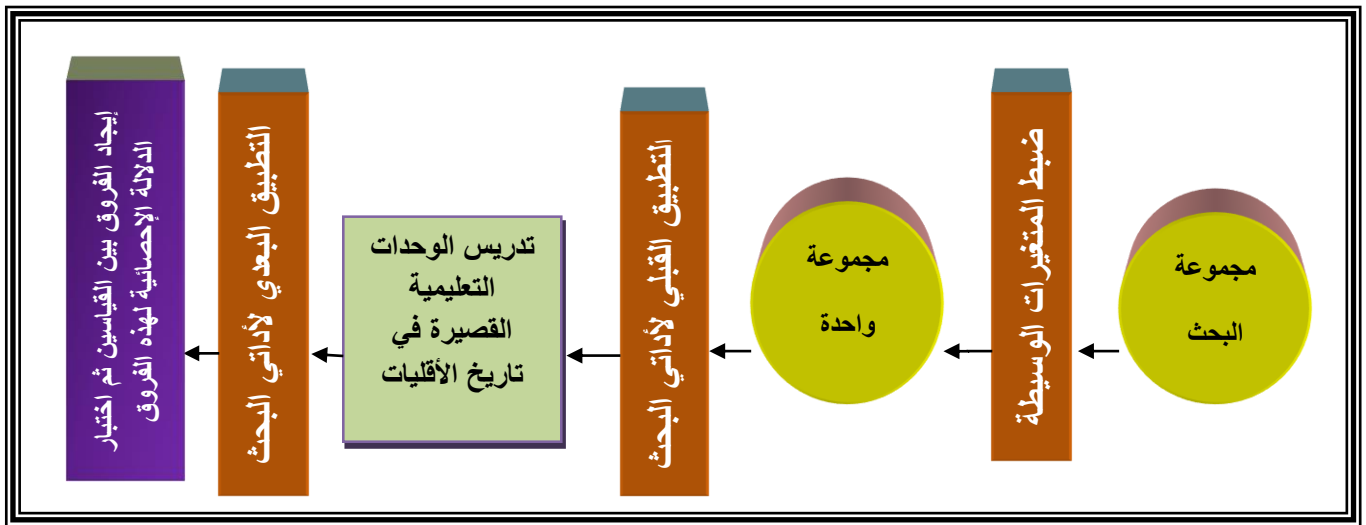 مجموعة
البحث
ضبط المتغيرات الوسيطة
مجموعة
واحدة
التطبيق القبلي لأداتي البحث
تدريس الوحدات
التعليمية
القصيرة في
تاريخ الأقليات
التطبيق البعدي لأداتي البحث
إيجاد الفروق بين القياسين ثم اختبار
الدلالة الإحصائية لهذه الفروق